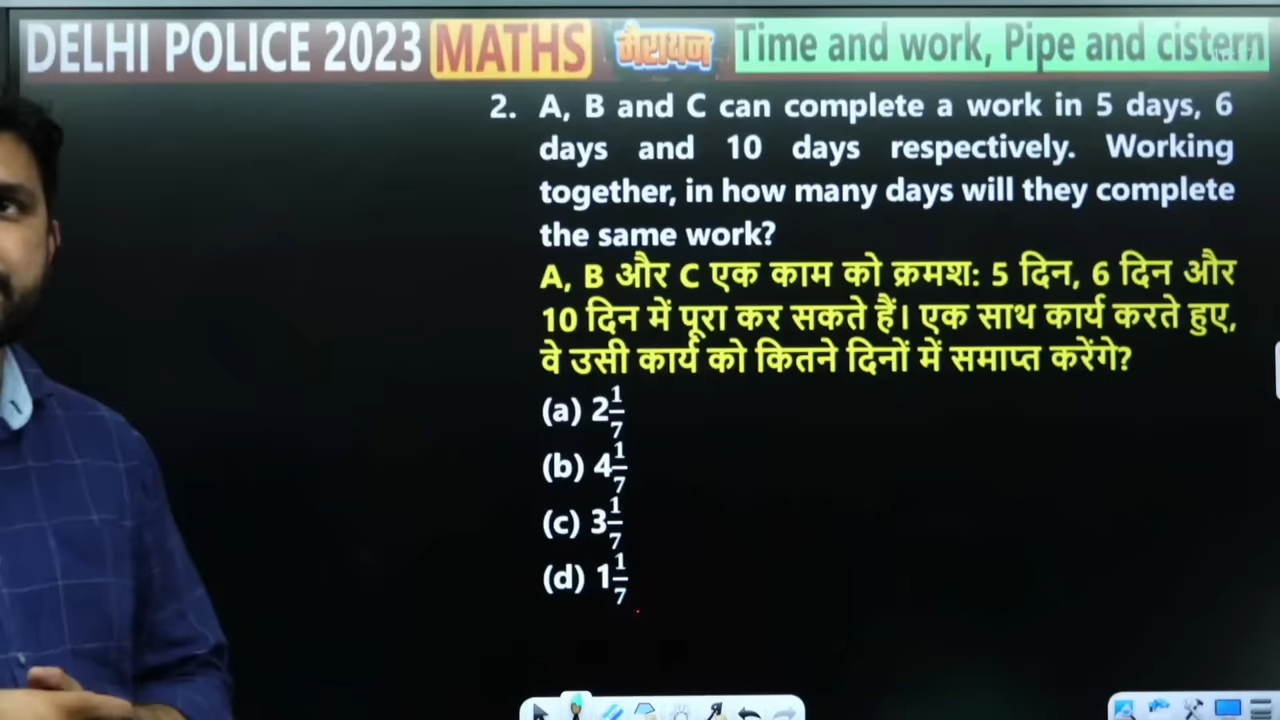 DELHI POLICE 2023 MATHS मैराथन Time and work, Pipe and cistern
2. A, B and C can complete a work in 5 days, 6
days and 10 days respectively. Working
together, in how many days will they complete
the same work?
A, B और C एक काम को क्रमश: 5 दिन, 6 दिन और
10 दिन में पूरा कर सकते हैं। एक साथ कार्य करते हुए,
वे उसी कार्य को कितने दिनों में समाप्त करेंगे?
(a) 2 1/7
(b) 4 1/7
(c) 3 1/7
(d) 1 1/7